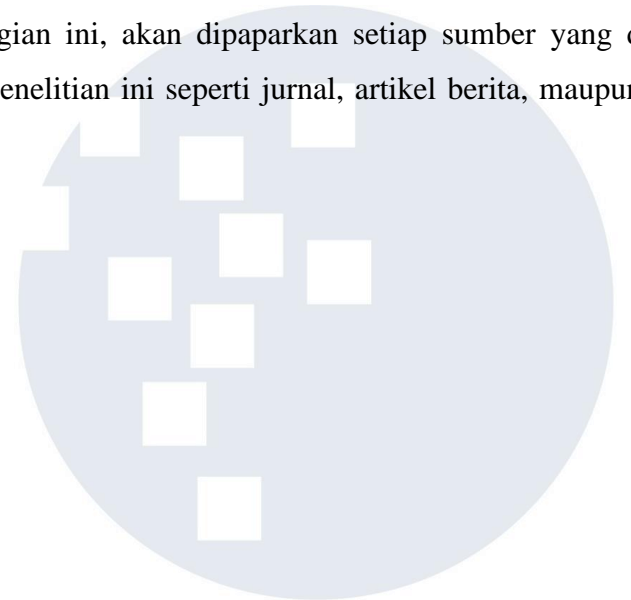 gian ini, akan dipaparkan setiap sumber yang
enelitian ini seperti jurnal, artikel berita, maupun